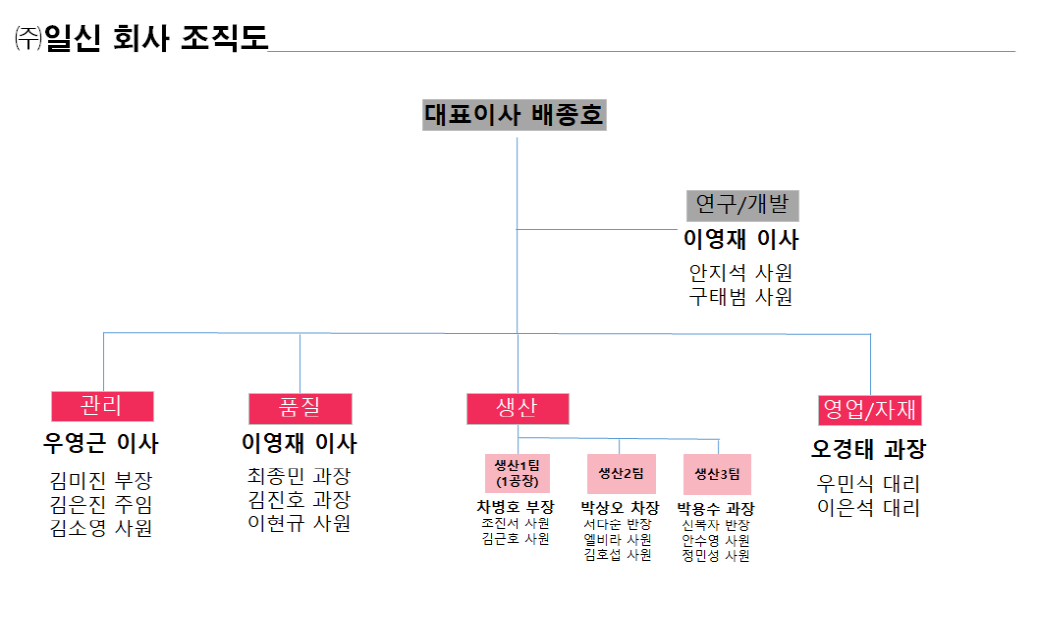 ㈜일신 회사 조직도
대표이사 배종호
연구/개발
이영재 이사
안지석 사원
구태범 사원
관리
우영근 이사
김미진 부장
김은진 주임
김소영 사원
품질
이영재 이사
최종민 과장
김진호 과장
이현규 사원
생산
생산1팀
(1공장)
차병호 부장
조진서 사원
김근호 사원
생산2팀
박상오 차장
서다순 반장
엘비라 사원
김호섭 사원
생산3팀
박용수 과장
신옥자 반장
안수영 사원
정민성 사원
영업/자재
오경태 과장
우민식 대리
이은석 대리